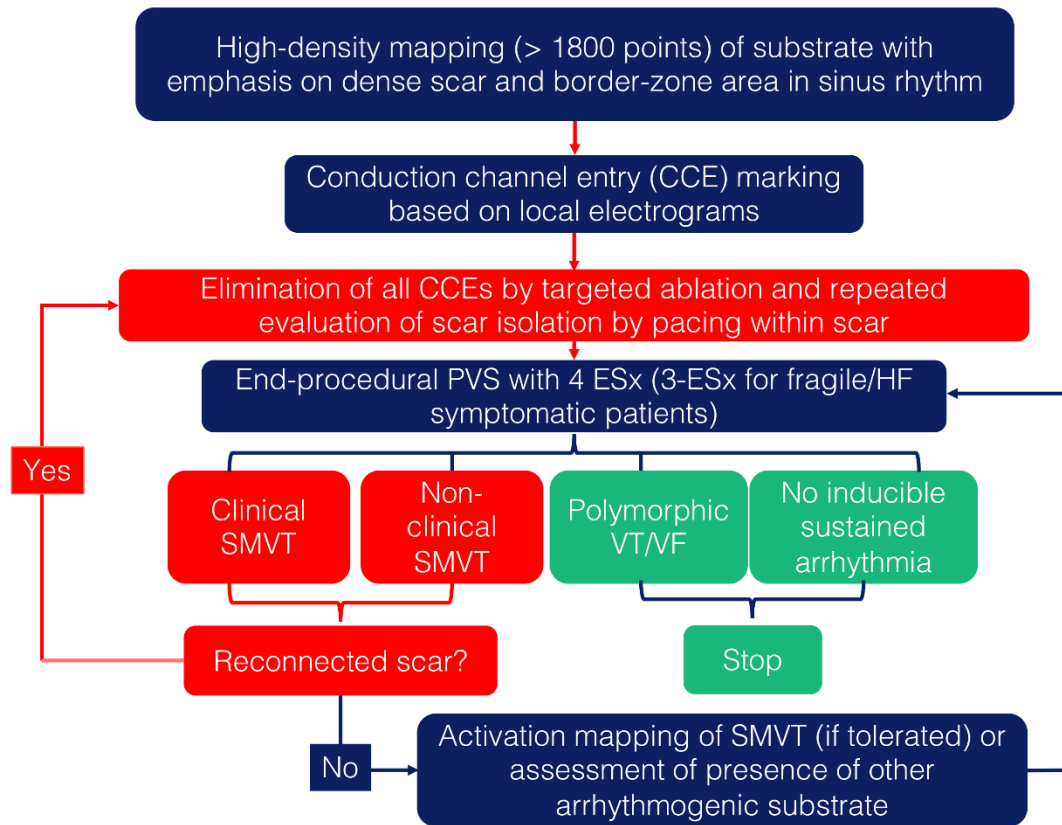 High-density mapping (> 1800 points) of substrate with
emphasis on dense scar and border-zone area in sinus rhythm
Conduction channel entry (CCE) marking
based on local electrograms
Elimination of all CCEs by targeted ablation and repeated
evaluation of scar isolation by pacing within scar
End-procedural PVS with 4 ESx (3-ESx for fragile/HF
symptomatic patients)
Yes
Clinical
SMVT
Non-
clinical
SMVT
Polymorphic
VT/VF
No inducible
sustained
arrhythmia
Reconnected scar?
Stop
No
Activation mapping of SMVT (if tolerated) or
assessment of presence of other
arrhythmogenic substrate